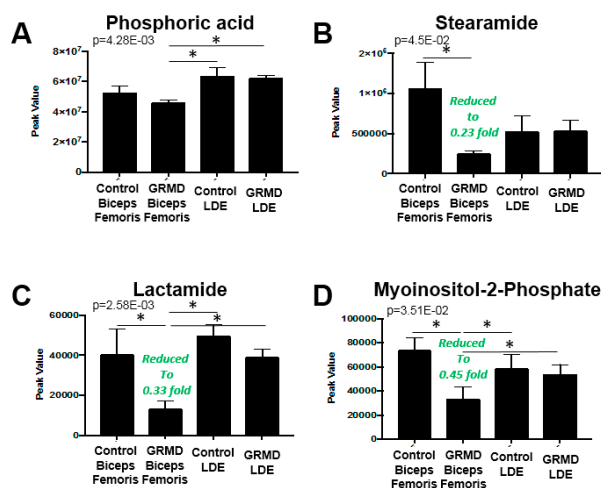 A
Phosphoric acid
p=4.28E-03
*
*
8×10⁷
6×10⁷
4×10⁷
2×10⁷
0
Peak Value
Control Biceps Femoris
GRMD Biceps Femoris
Control LDE
GRMD LDE
B
Stearamide
p=4.5E-02
*
2×10⁶
1×10⁶
500000
0
Peak Value
Reduced
to
0.23 fold
Control Biceps Femoris
GRMD Biceps Femoris
Control LDE
GRMD LDE
C
Lactamide
p=2.58E-03
*
*
*
60000
40000
20000
0
Peak Value
Reduced
To
0.33 fold
Control Biceps Femoris
GRMD Biceps Femoris
Control LDE
GRMD LDE
D
Myoinositol-2-Phosphate
p=3.51E-02
*
*
*
100000
80000
60000
40000
20000
0
Peak Value
Reduced
To
0.45 fold
Control Biceps Femoris
GRMD Biceps Femoris
Control LDE
GRMD LDE